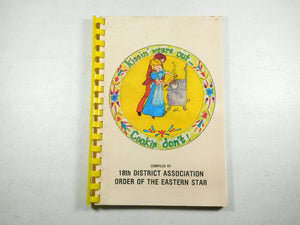 Kissin' wears out...
Cookin don't!
COMPILED BY
18th DISTRICT ASSOCIATION
ORDER OF THE EASTERN STAR